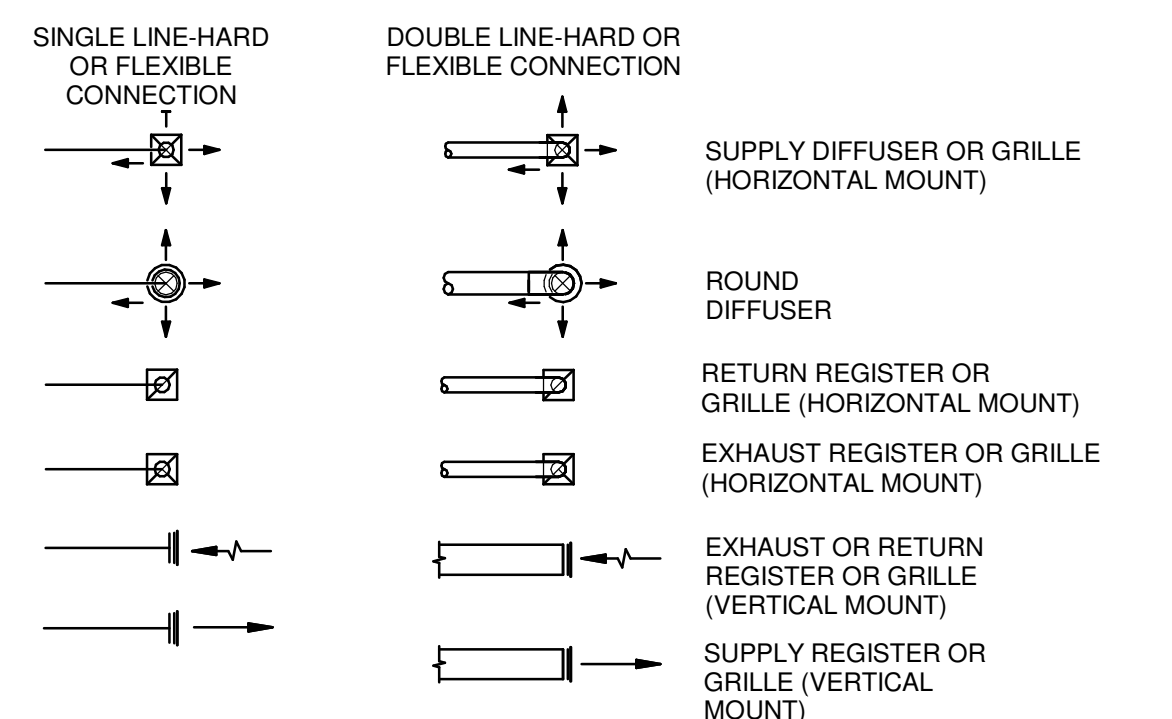 SINGLE LINE-HARD
OR FLEXIBLE
CONNECTION
DOUBLE LINE-HARD OR
FLEXIBLE CONNECTION
SUPPLY DIFFUSER OR GRILLE
(HORIZONTAL MOUNT)
ROUND
DIFFUSER
RETURN REGISTER OR
GRILLE (HORIZONTAL MOUNT)
EXHAUST REGISTER OR GRILLE
(HORIZONTAL MOUNT)
EXHAUST OR RETURN
REGISTER OR GRILLE
(VERTICAL MOUNT)
SUPPLY REGISTER OR
GRILLE (VERTICAL
MOUNT)